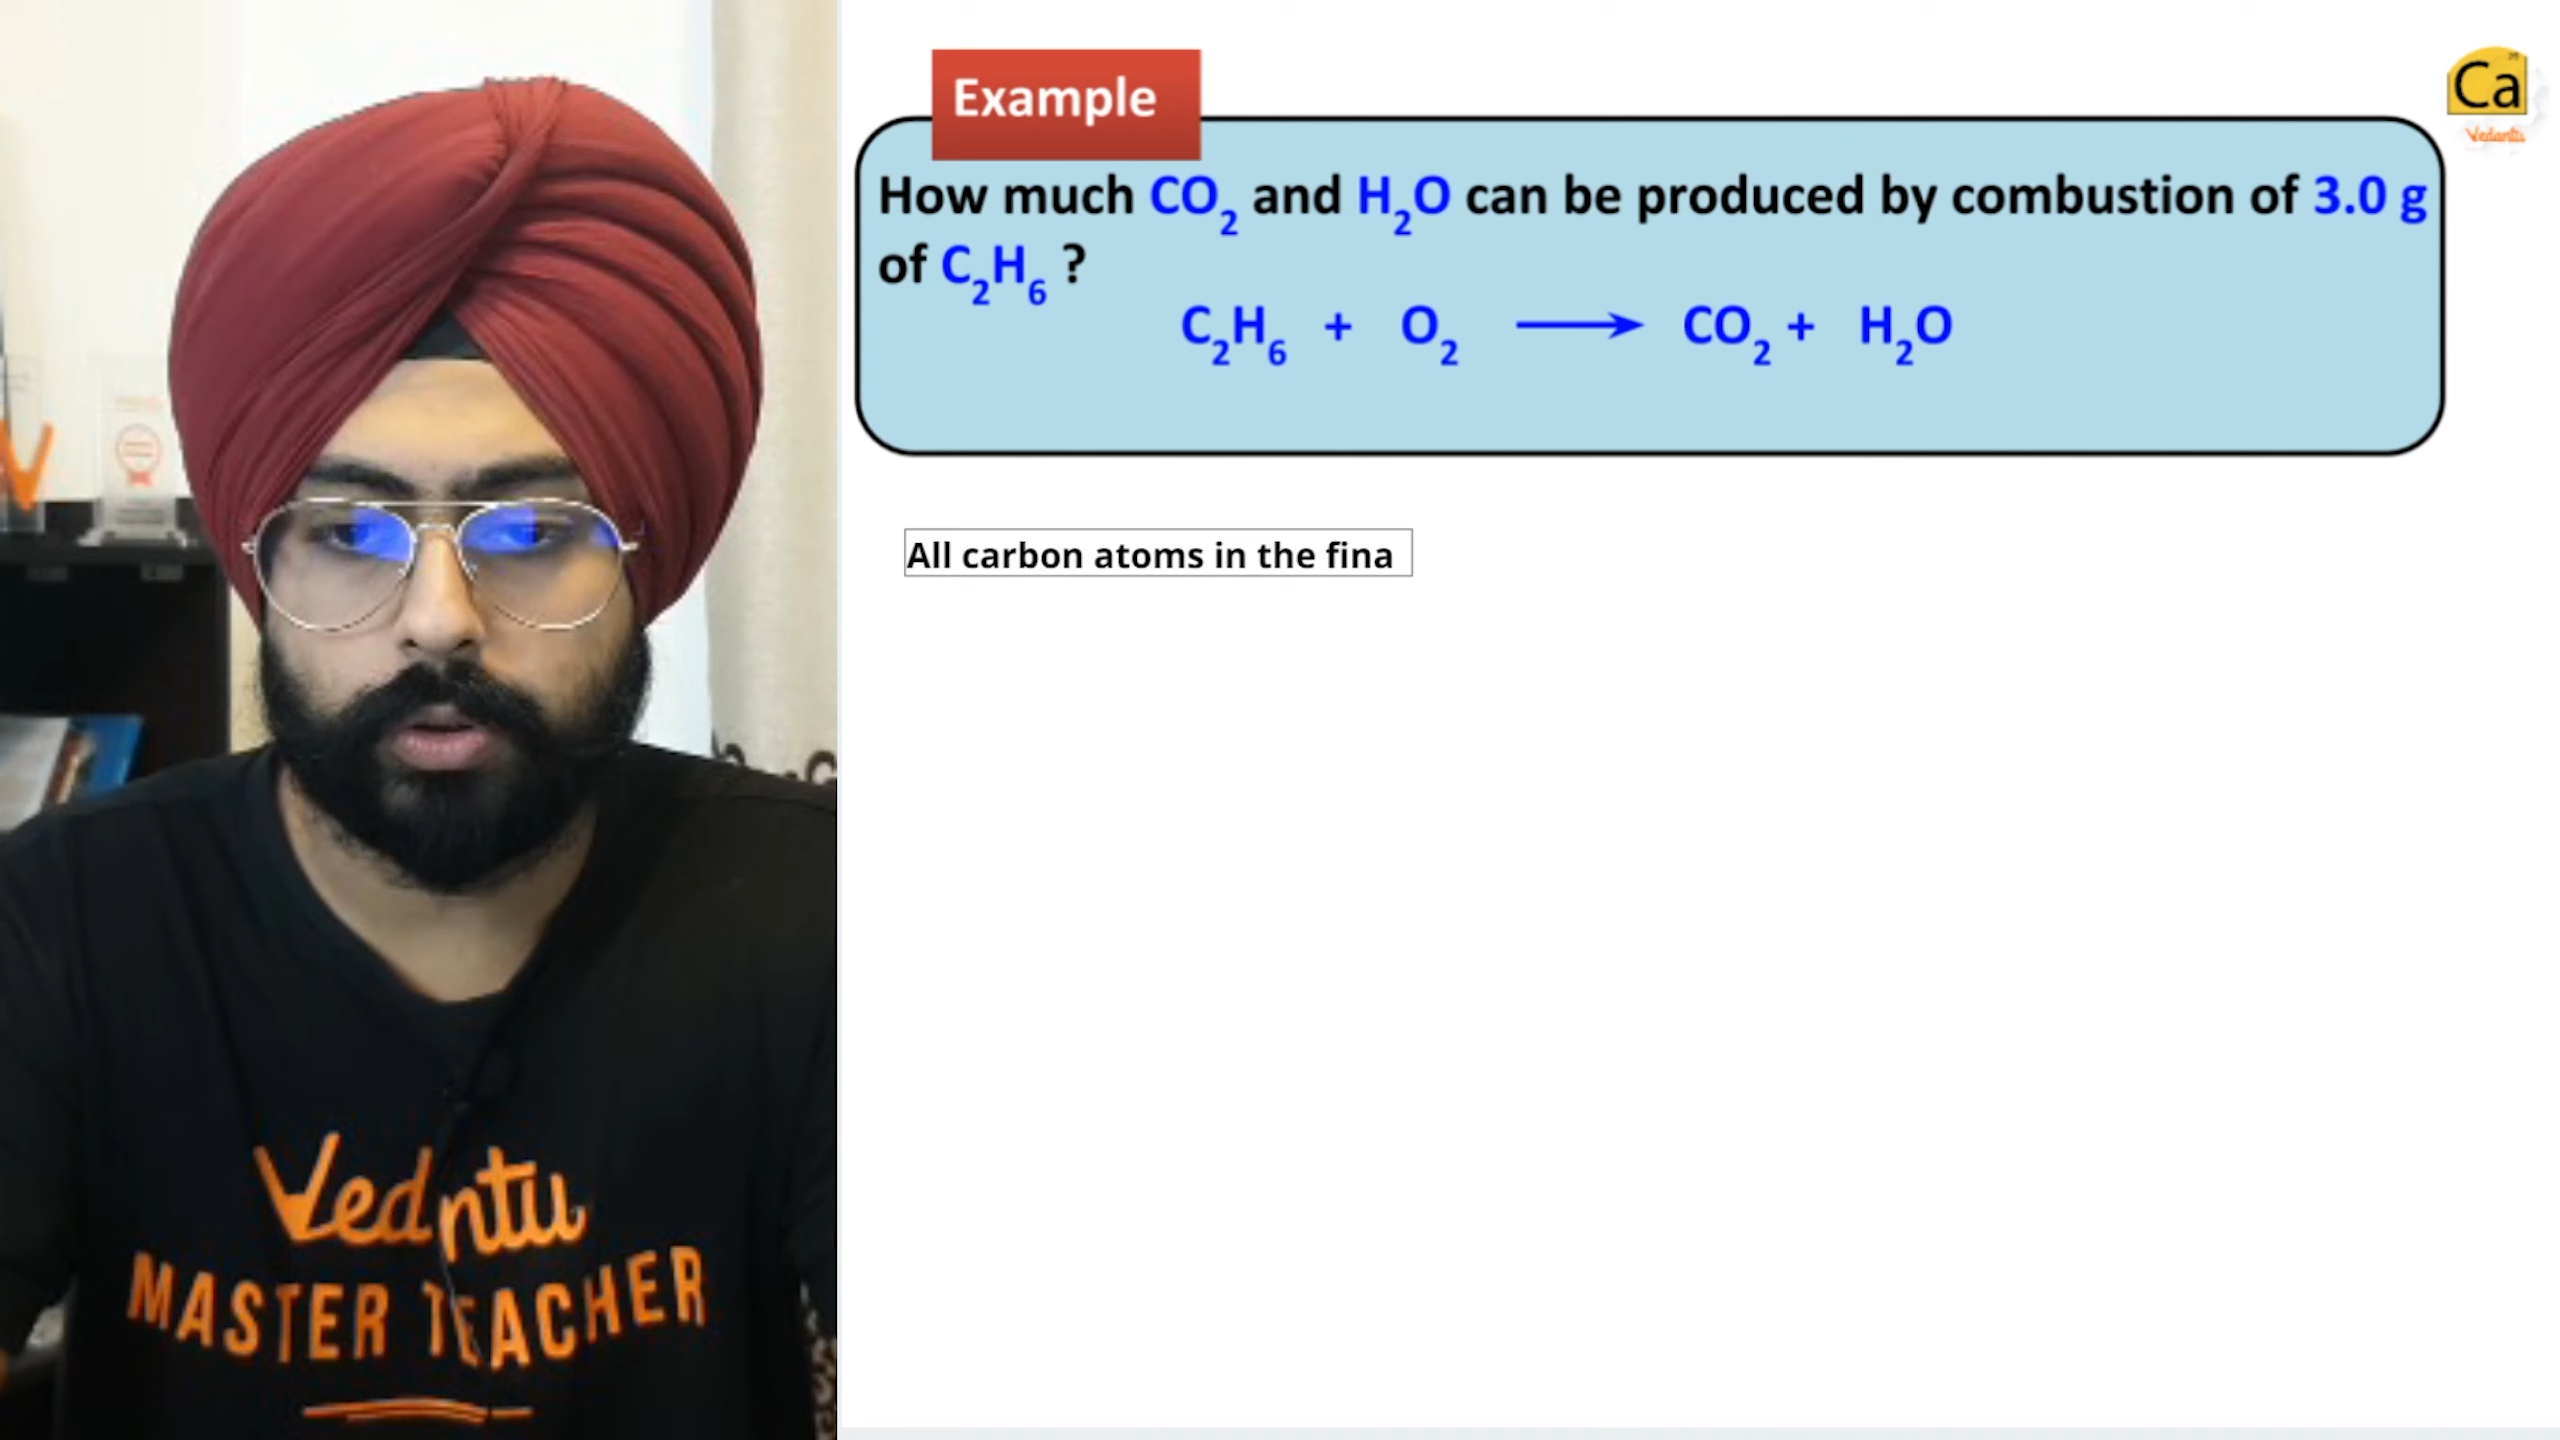 Example
Ca
Vedantu
How much CO₂ and H₂O can be produced by combustion of 3.0 g
of C₂H₆ ?
C₂H₆ + O₂ ⟶ CO₂ + H₂O
All carbon atoms in the fina
Vedntu
MASTER TEACHER